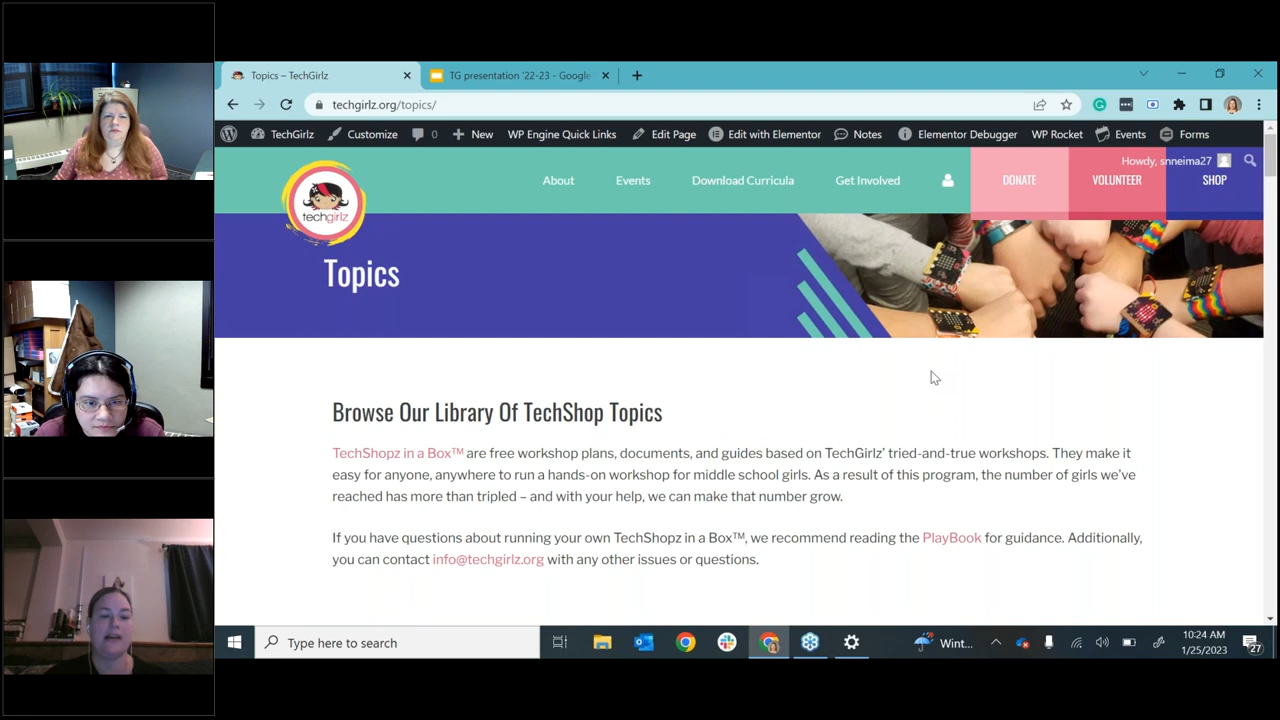 Topics – TechGirlz
TG presentation '22-23 - Google
techgirlz.org/topics/
TechGirlz Customize 0 New WP Engine Quick Links Edit Page Edit with Elementor Notes Elementor Debugger WP Rocket Events Forms
Howdy, snneima27
techgirlz
About Events Download Curricula Get Involved DONATE VOLUNTEER SHOP
Topics
Browse Our Library Of TechShop Topics
TechShopz in a Box™ are free workshop plans, documents, and guides based on TechGirlz’ tried-and-true workshops. They make it
easy for anyone, anywhere to run a hands-on workshop for middle school girls. As a result of this program, the number of girls we’ve
reached has more than tripled – and with your help, we can make that number grow.
If you have questions about running your own TechShopz in a Box™, we recommend reading the PlayBook for guidance. Additionally,
you can contact info@techgirlz.org with any other issues or questions.
Type here to search
Wint...
10:24 AM
1/25/2023
27